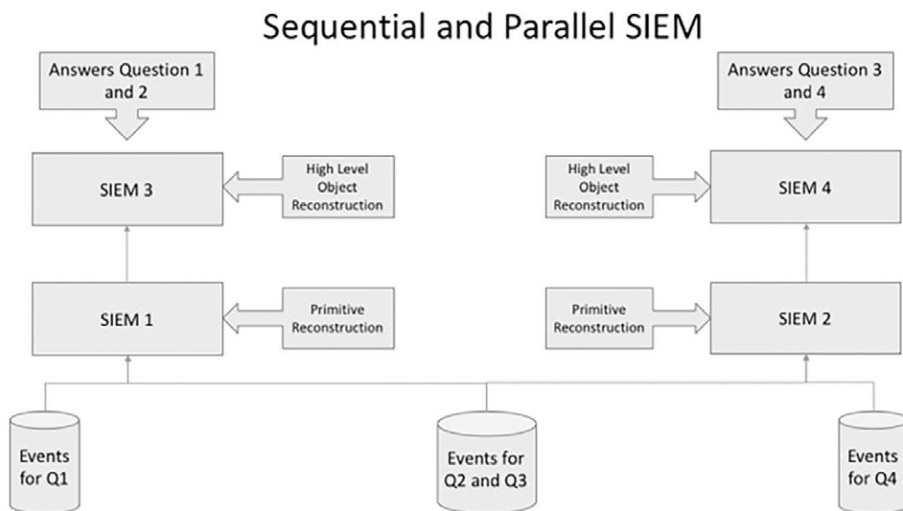 Sequential and Parallel SIEM
Answers Question 1
and 2
Answers Question 3
and 4
SIEM 3
High Level
Object
Reconstruction
High Level
Object
Reconstruction
SIEM 4
SIEM 1
Primitive
Reconstruction
Primitive
Reconstruction
SIEM 2
Events
for Q1
Events for
Q2 and Q3
Events
for Q4